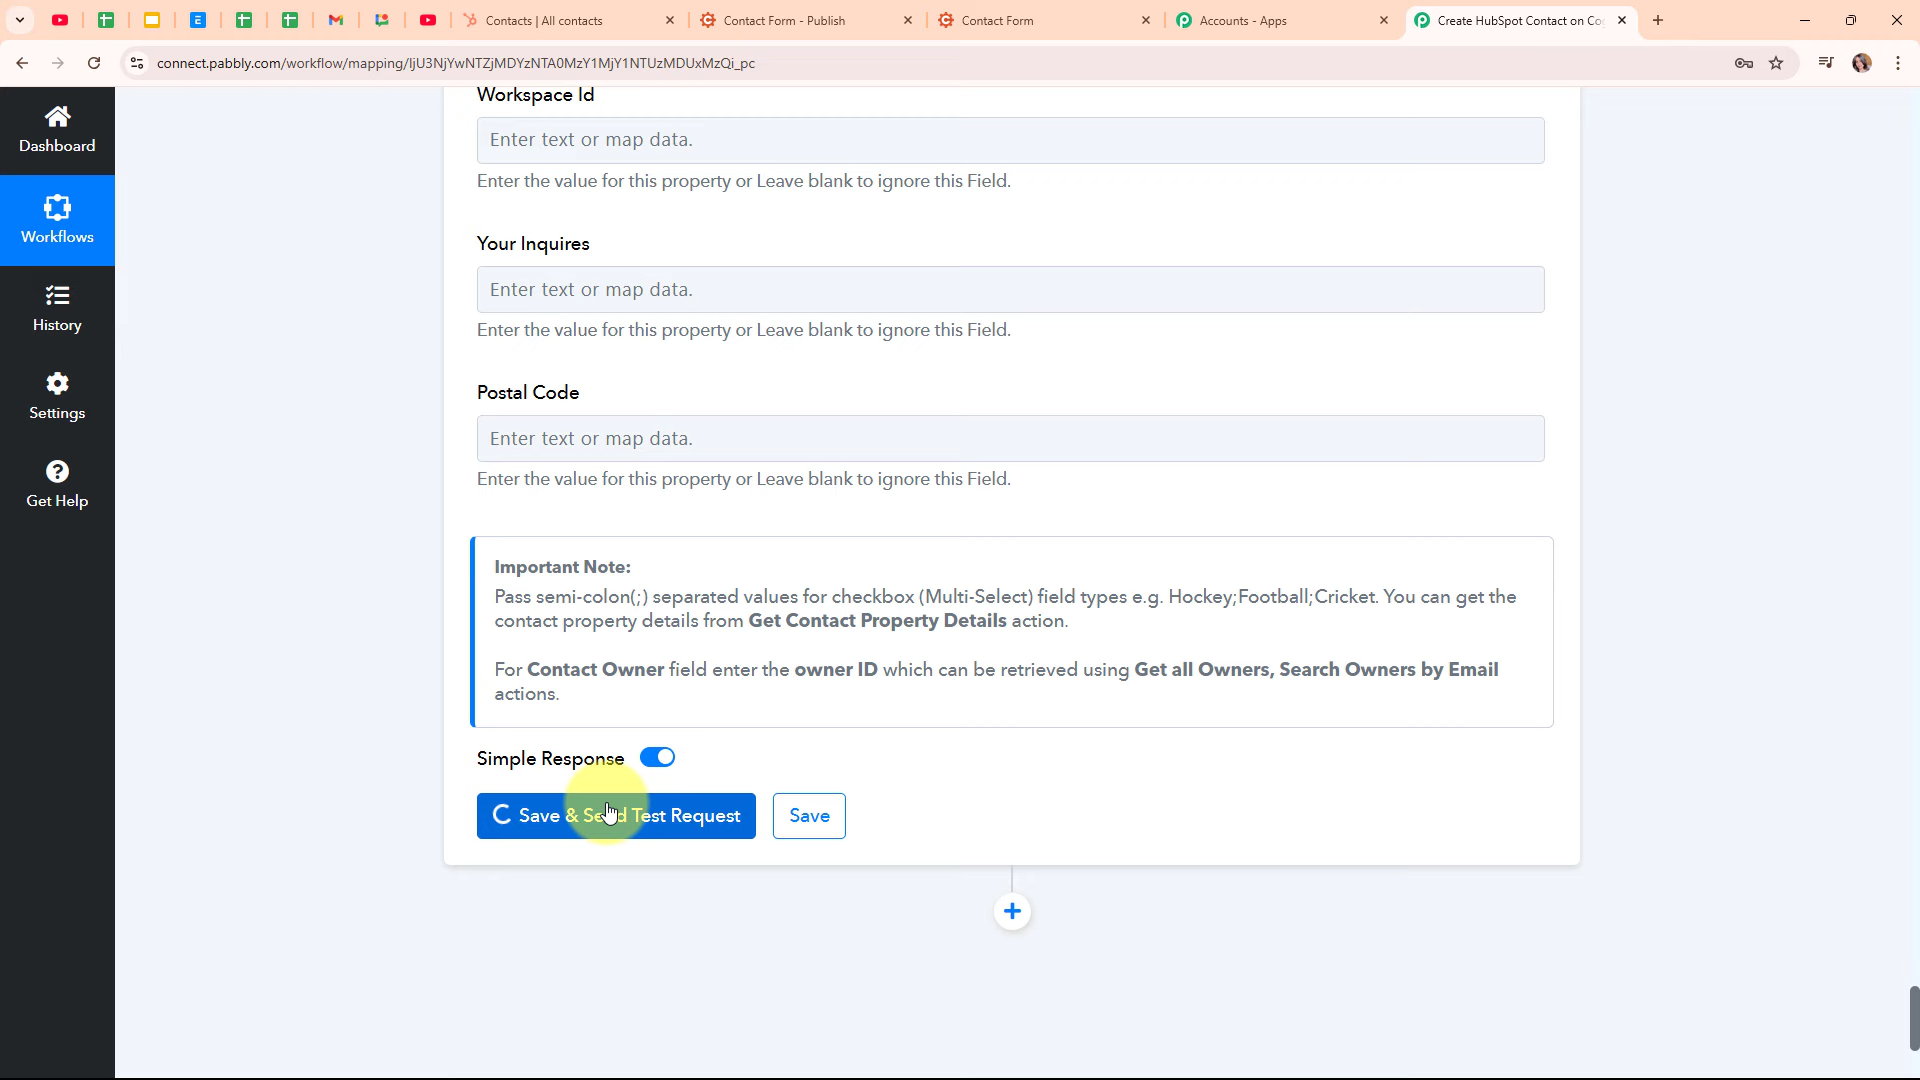 Contacts | All contacts
Contact Form - Publish
Contact Form
Accounts - Apps
Create HubSpot Contact on Co
connect.pabbly.com/workflow/mapping/IjU3NjYwNTZjMDYzNTA0MzY1MjY1NTUzMDUxMzQi_pc
Dashboard
Workflows
History
Settings
Get Help
Workspace Id
Enter text or map data.
Enter the value for this property or Leave blank to ignore this Field.
Your Inquires
Enter text or map data.
Enter the value for this property or Leave blank to ignore this Field.
Postal Code
Enter text or map data.
Enter the value for this property or Leave blank to ignore this Field.
Important Note:
Pass semi-colon(;) separated values for checkbox (Multi-Select) field types e.g. Hockey;Football;Cricket. You can get the
contact property details from Get Contact Property Details action.
For Contact Owner field enter the owner ID which can be retrieved using Get all Owners, Search Owners by Email
actions.
Simple Response
Save & Send Test Request
Save